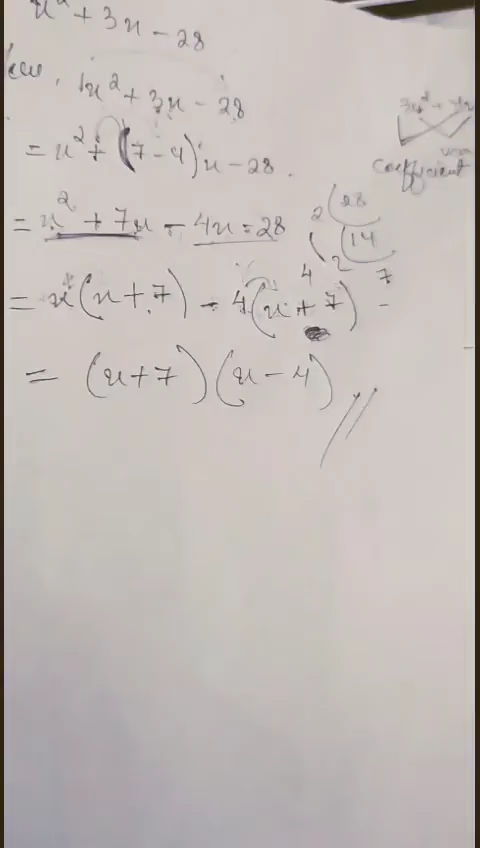 x² + 3x - 28
1x² + 3x - 28
= x² + (7 - 4)x - 28.
coefficient
= x² + 7x - 4x - 28
2 28
2 14
7
= x(x + 7) - 4(x + 7)
4
= (x + 7)(x - 4) //